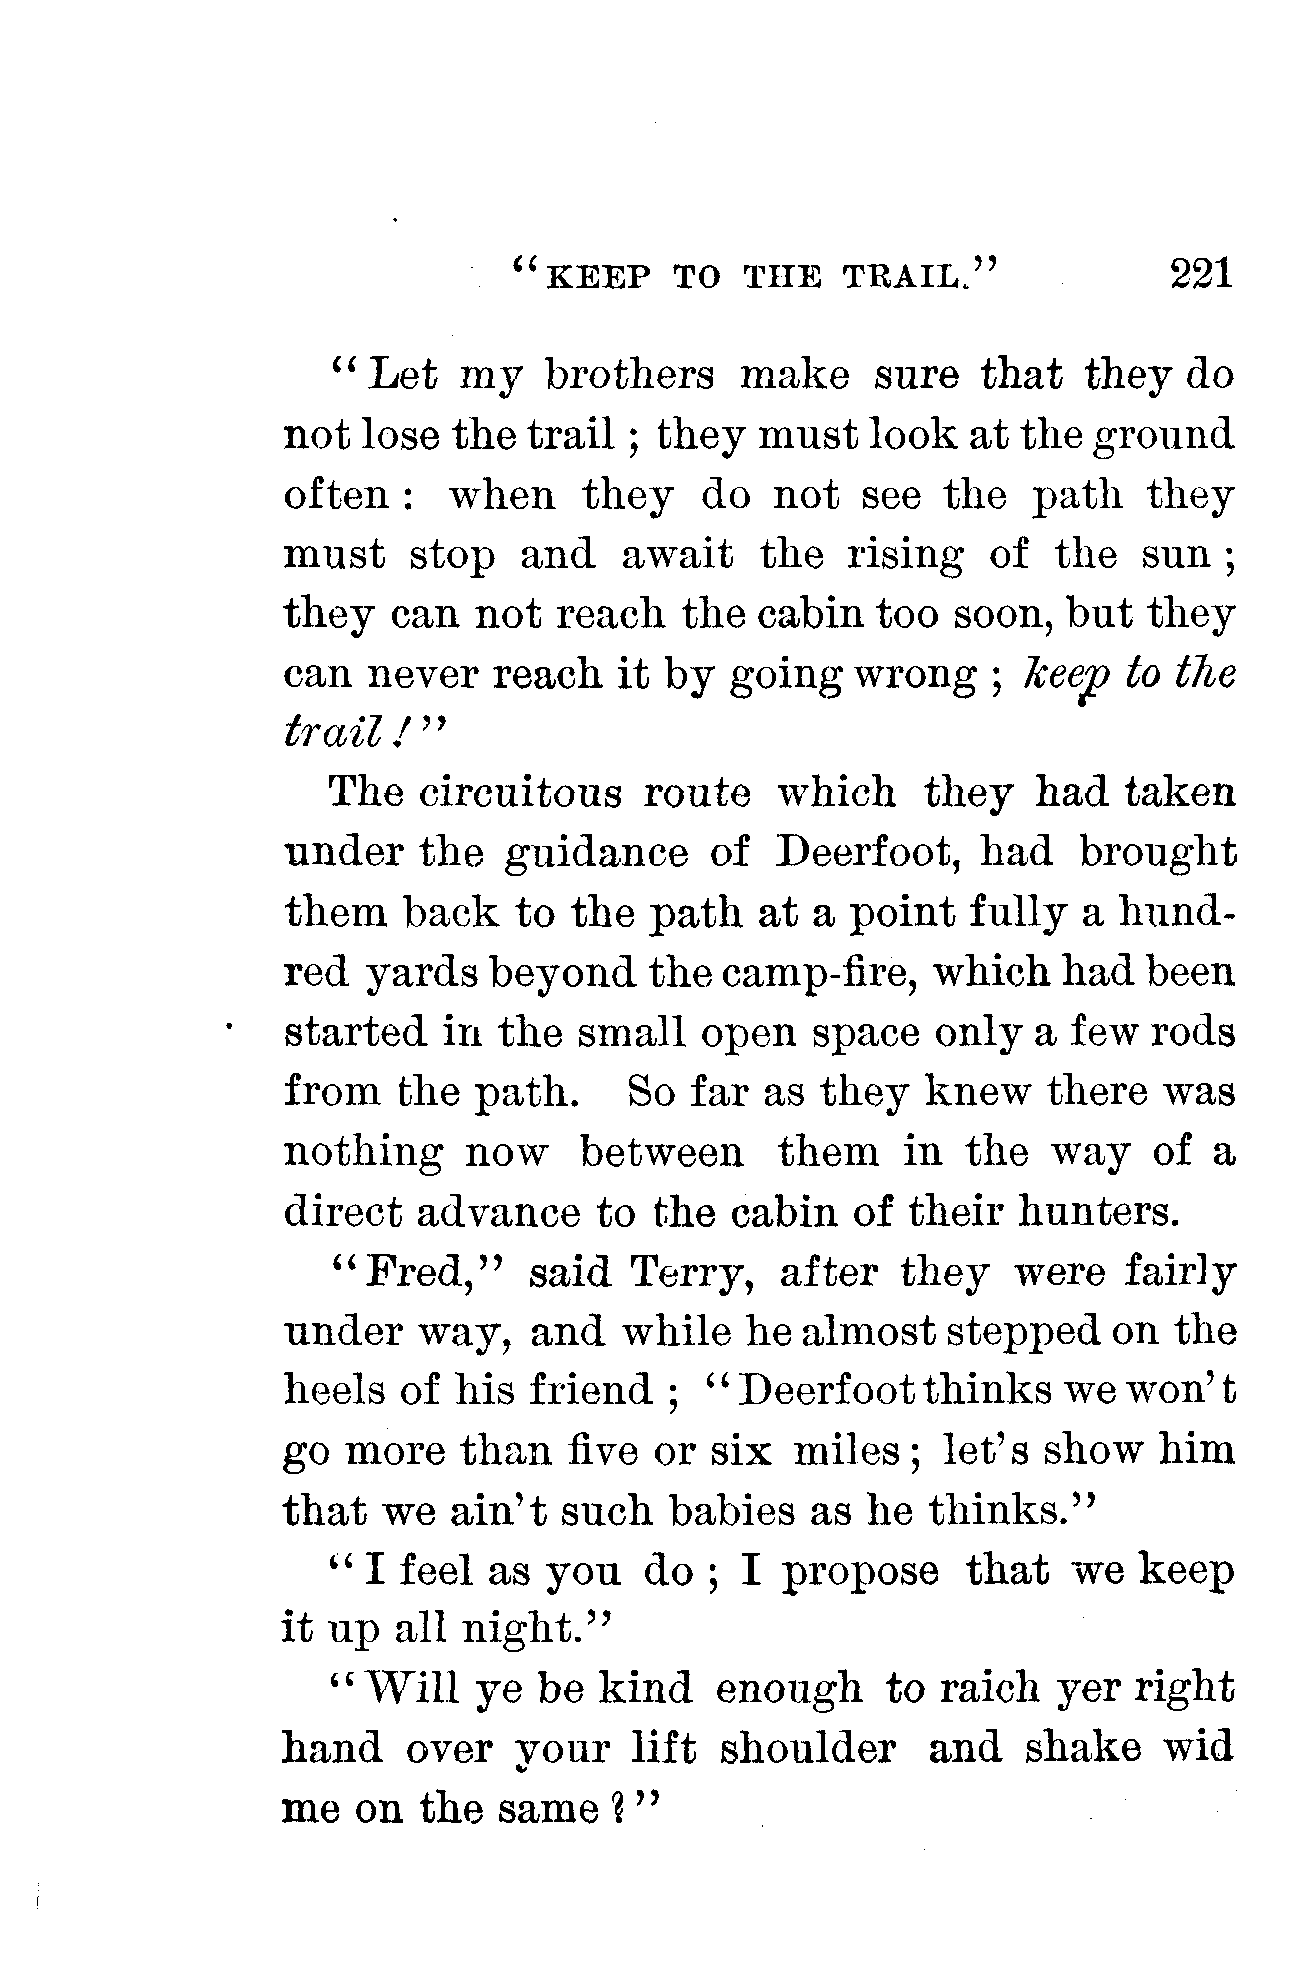 “KEEP TO THE TRAIL.” 221
“Let my brothers make sure that they do
not lose the trail ; they must look at the ground
often : when they do not see the path they
must stop and await the rising of the sun ;
they can not reach the cabin too soon, but they
can never reach it by going wrong ; keep to the
trail !”
The circuitous route which they had taken
under the guidance of Deerfoot, had brought
them back to the path at a point fully a hund-
red yards beyond the camp-fire, which had been
started in the small open space only a few rods
from the path. So far as they knew there was
nothing now between them in the way of a
direct advance to the cabin of their hunters.
“Fred,” said Terry, after they were fairly
under way, and while he almost stepped on the
heels of his friend ; “Deerfoot thinks we won’t
go more than five or six miles ; let’s show him
that we ain’t such babies as he thinks.”
“I feel as you do ; I propose that we keep
it up all night.”
“Will ye be kind enough to raich yer right
hand over your lift shoulder and shake wid
me on the same ?”